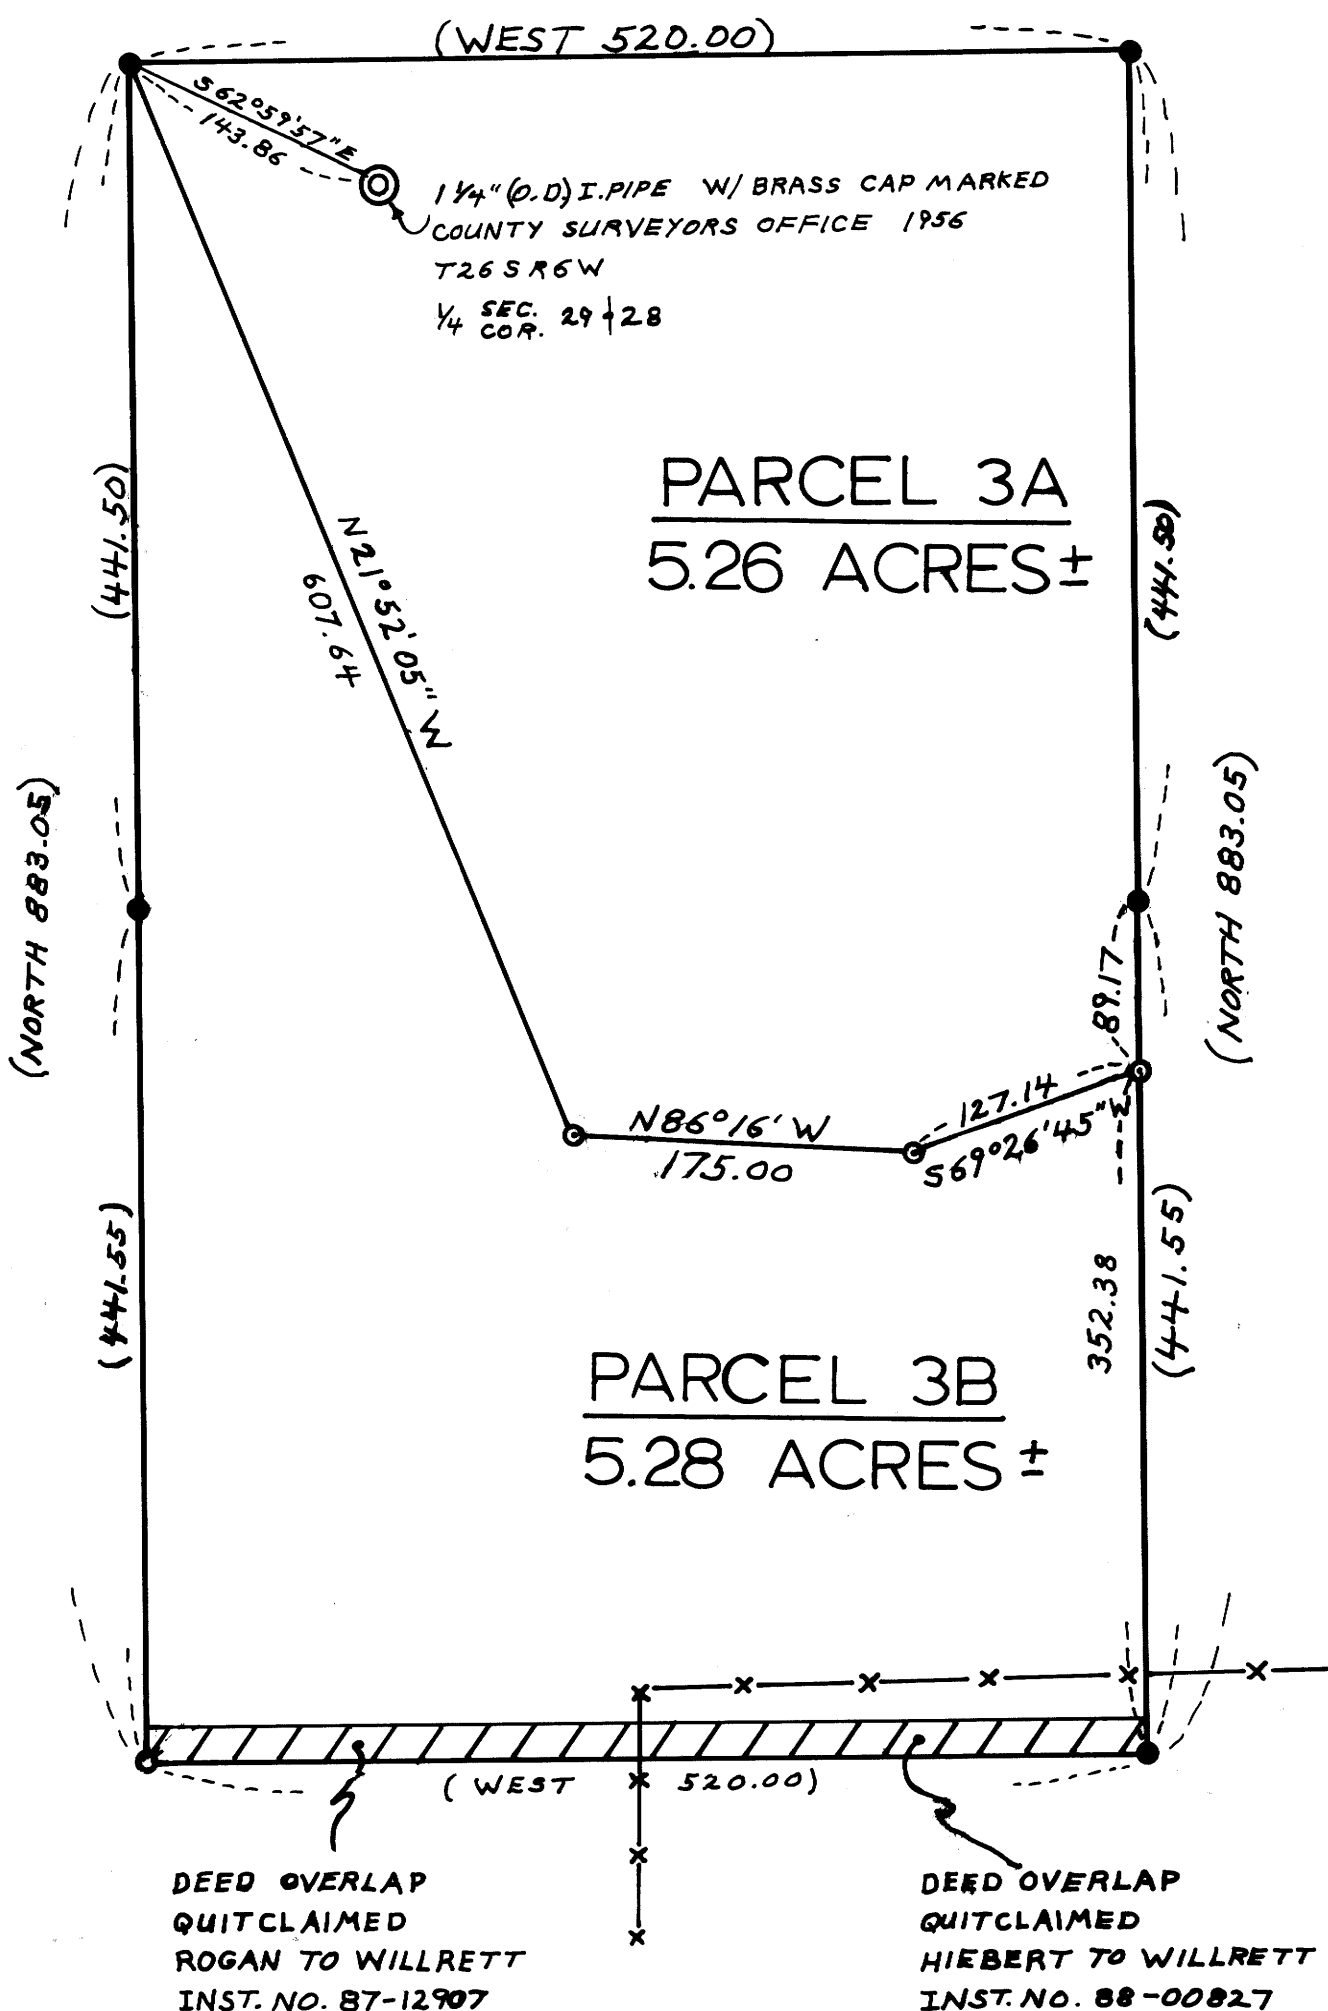 (WEST 520.00)
S62°59'57"E
143.86
1 1/4" (O.D.) I.PIPE W/ BRASS CAP MARKED
COUNTY SURVEYORS OFFICE 1956
T26S R6W
1/4 SEC. COR. 29 | 28
(441.50)
PARCEL 3A
5.26 ACRES ±
(441.50)
N21°52'05"W
607.64
(NORTH 883.05)
(NORTH 883.05)
89.17
127.14
S69°26'45"W
N86°16'W
175.00
(441.55)
352.38
(441.55)
PARCEL 3B
5.28 ACRES ±
(WEST 520.00)
DEED OVERLAP
QUITCLAIMED
ROGAN TO WILLRETT
INST. NO. 87-12907
DEED OVERLAP
QUITCLAIMED
HIEBERT TO WILLRETT
INST. NO. 88-00827